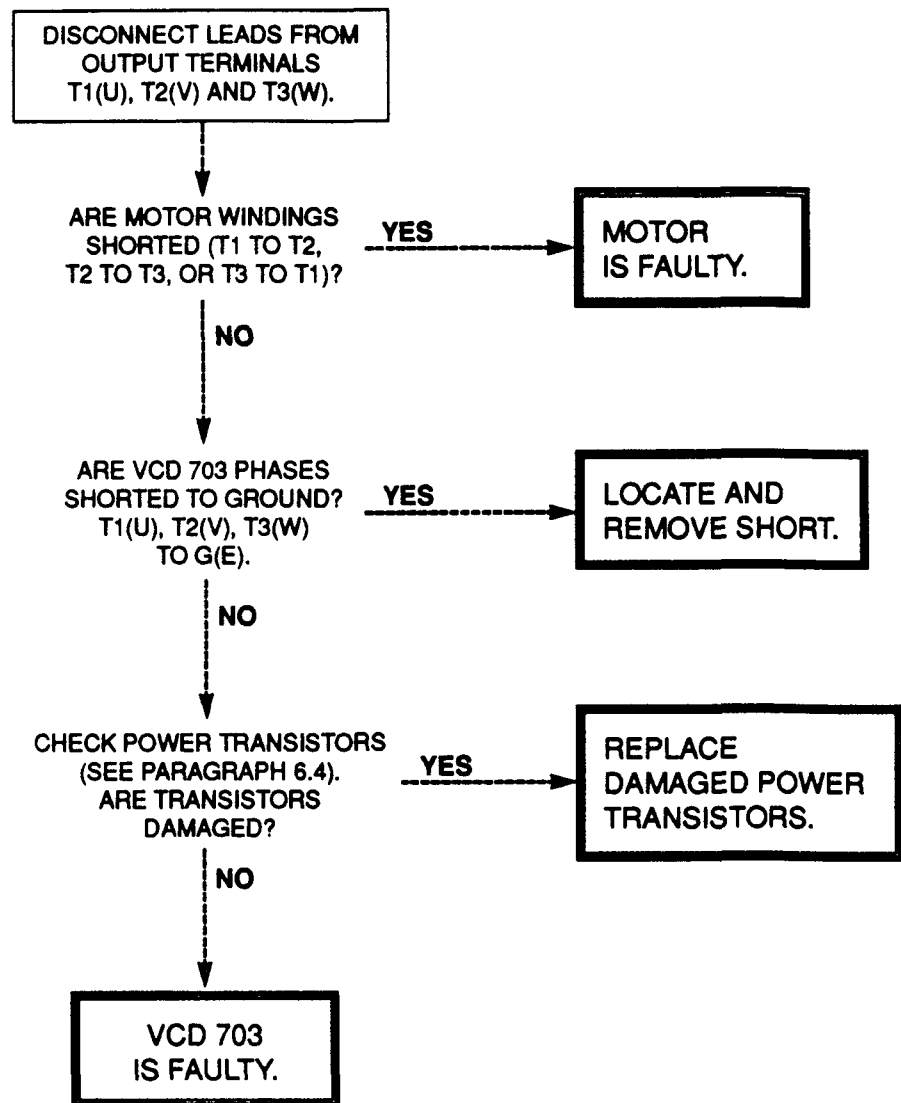 DISCONNECT LEADS FROM
OUTPUT TERMINALS
T1(U), T2(V) AND T3(W).
ARE MOTOR WINDINGS
SHORTED (T1 TO T2,
T2 TO T3, OR T3 TO T1)?
YES
MOTOR
IS FAULTY.
NO
ARE VCD 703 PHASES
SHORTED TO GROUND?
T1(U), T2(V), T3(W)
TO G(E).
YES
LOCATE AND
REMOVE SHORT.
NO
CHECK POWER TRANSISTORS
(SEE PARAGRAPH 6.4).
ARE TRANSISTORS
DAMAGED?
YES
REPLACE
DAMAGED POWER
TRANSISTORS.
NO
VCD 703
IS FAULTY.